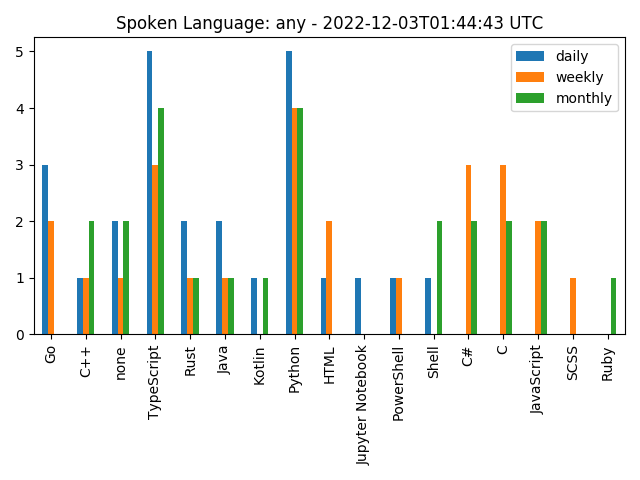 Spoken Language: any - 2022-12-03T01:44:43 UTC
daily
weekly
monthly
5
4
3
2
1
0
Go
C++
none
TypeScript
Rust
Java
Kotlin
Python
HTML
Jupyter Notebook
PowerShell
Shell
C#
C
JavaScript
SCSS
Ruby